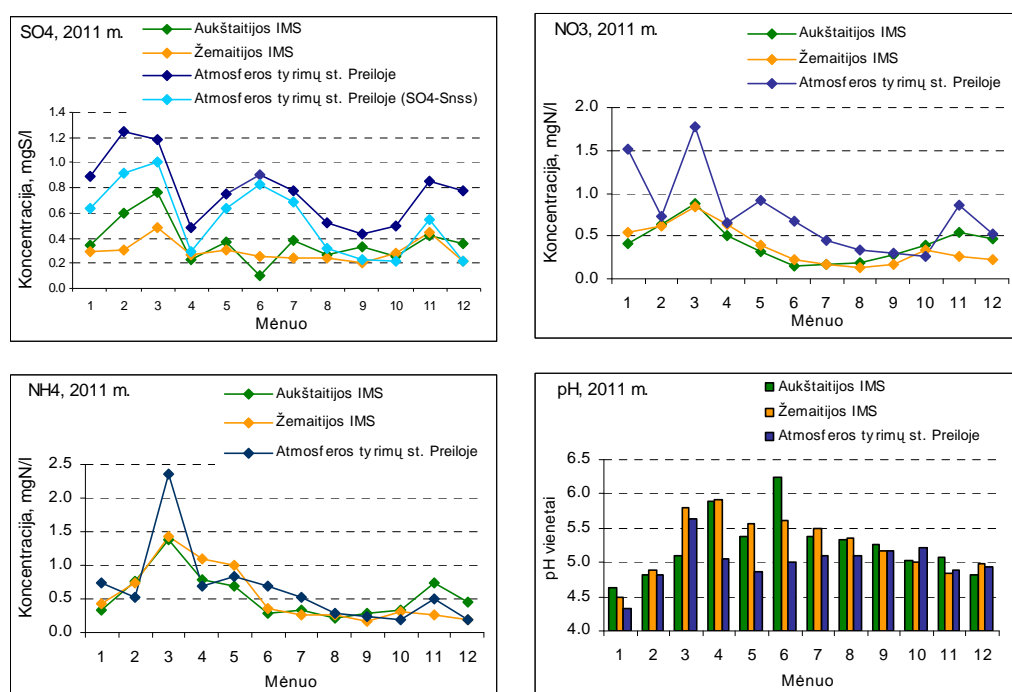 SO4, 2011 m.
Aukštaitijos IMS
Žemaitijos IMS
Atmosferos tyrimų st. Preiloje
Atmosferos tyrimų st. Preiloje (SO4-Snss)
Koncentracija, mgS/l
1.4
1.2
1.0
0.8
0.6
0.4
0.2
0.0
1 2 3 4 5 6 7 8 9 10 11 12
Mėnuo
NO3, 2011 m.
Aukštaitijos IMS
Žemaitijos IMS
Atmosferos tyrimų st. Preiloje
Koncentracija, mgN/l
2.0
1.5
1.0
0.5
0.0
1 2 3 4 5 6 7 8 9 10 11 12
Mėnuo
NH4, 2011 m.
Aukštaitijos IMS
Žemaitijos IMS
Atmosferos tyrimų st. Preiloje
Koncentracija, mgN/l
2.5
2.0
1.5
1.0
0.5
0.0
1 2 3 4 5 6 7 8 9 10 11 12
Mėnuo
pH, 2011 m.
Aukštaitijos IMS
Žemaitijos IMS
Atmosferos tyrimų st. Preiloje
pH vienetai
6.5
6.0
5.5
5.0
4.5
4.0
1 2 3 4 5 6 7 8 9 10 11 12
Mėnuo